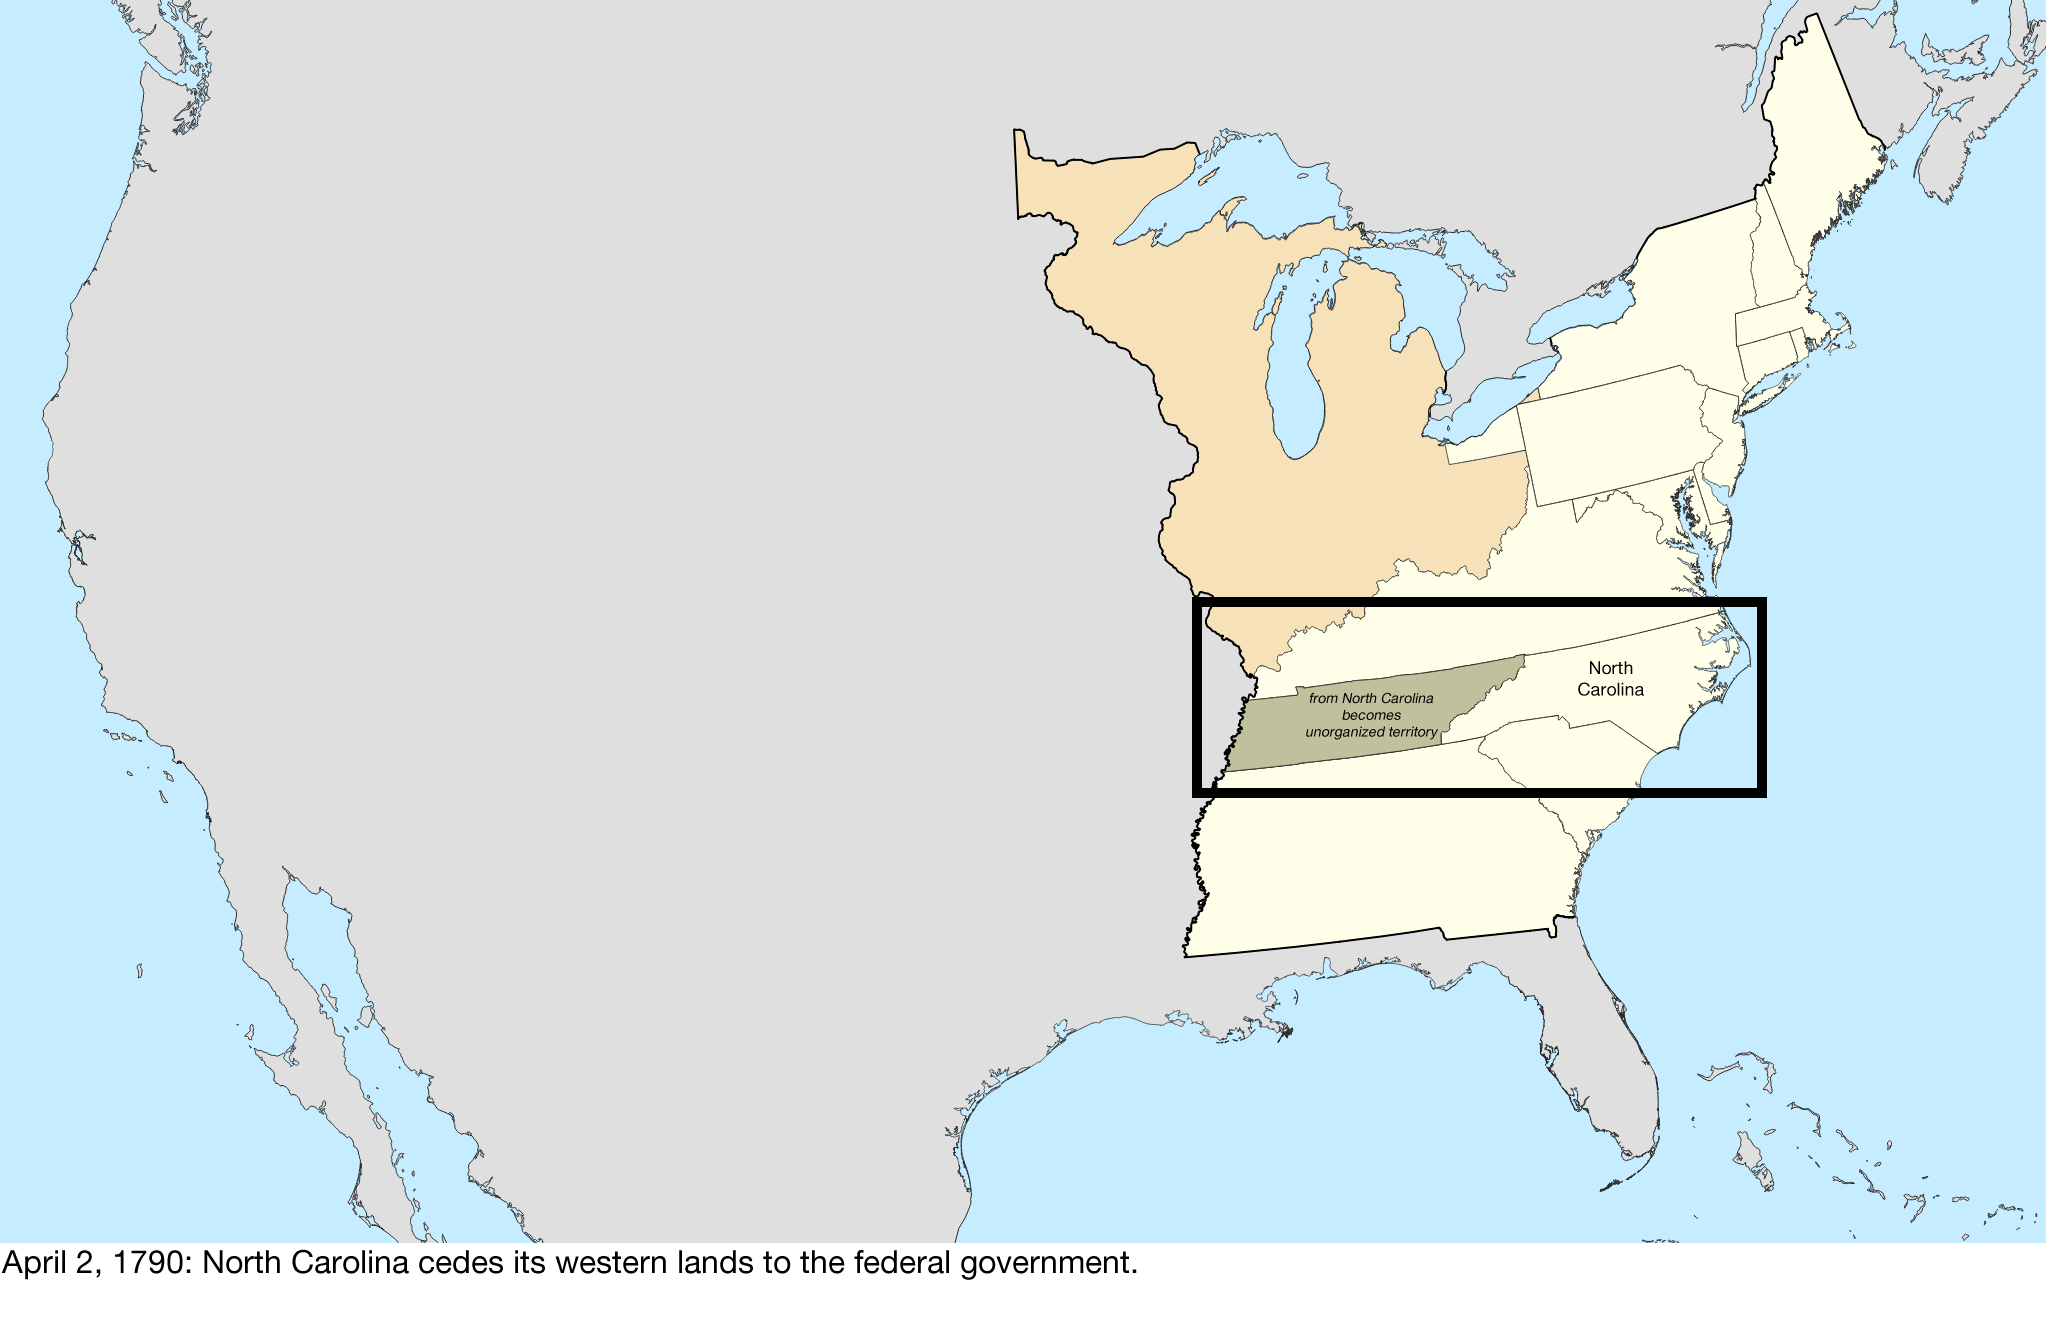 North
Carolina
from North Carolina
becomes
unorganized territory
April 2, 1790: North Carolina cedes its western lands to the federal government.